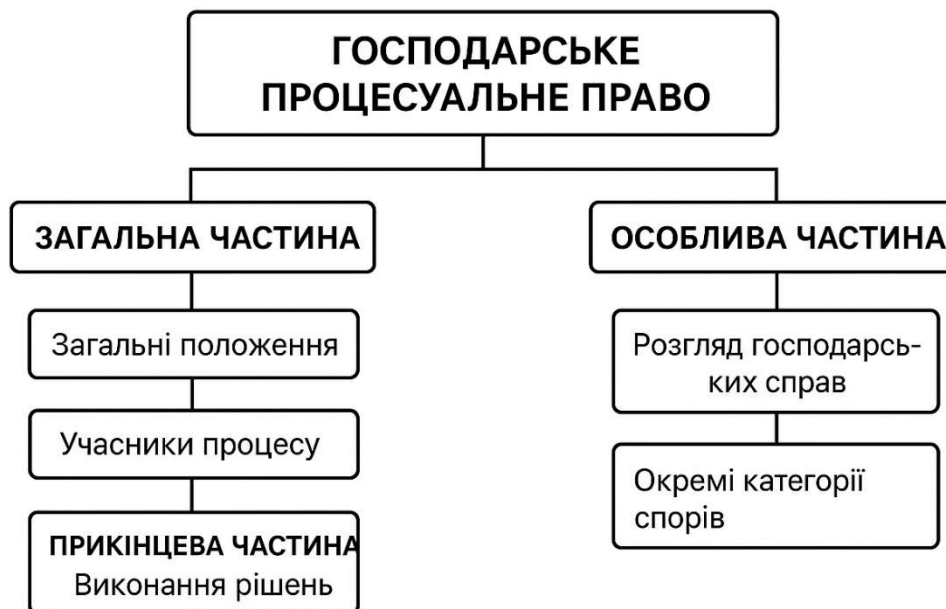 ГОСПОДАРСЬКЕ
ПРОЦЕСУАЛЬНЕ ПРАВО
ЗАГАЛЬНА ЧАСТИНА
Загальні положення
Учасники процесу
ПРИКІНЦЕВА ЧАСТИНА
Виконання рішень
ОСОБЛИВА ЧАСТИНА
Розгляд господарсь-
ких справ
Окремі категорії
спорів